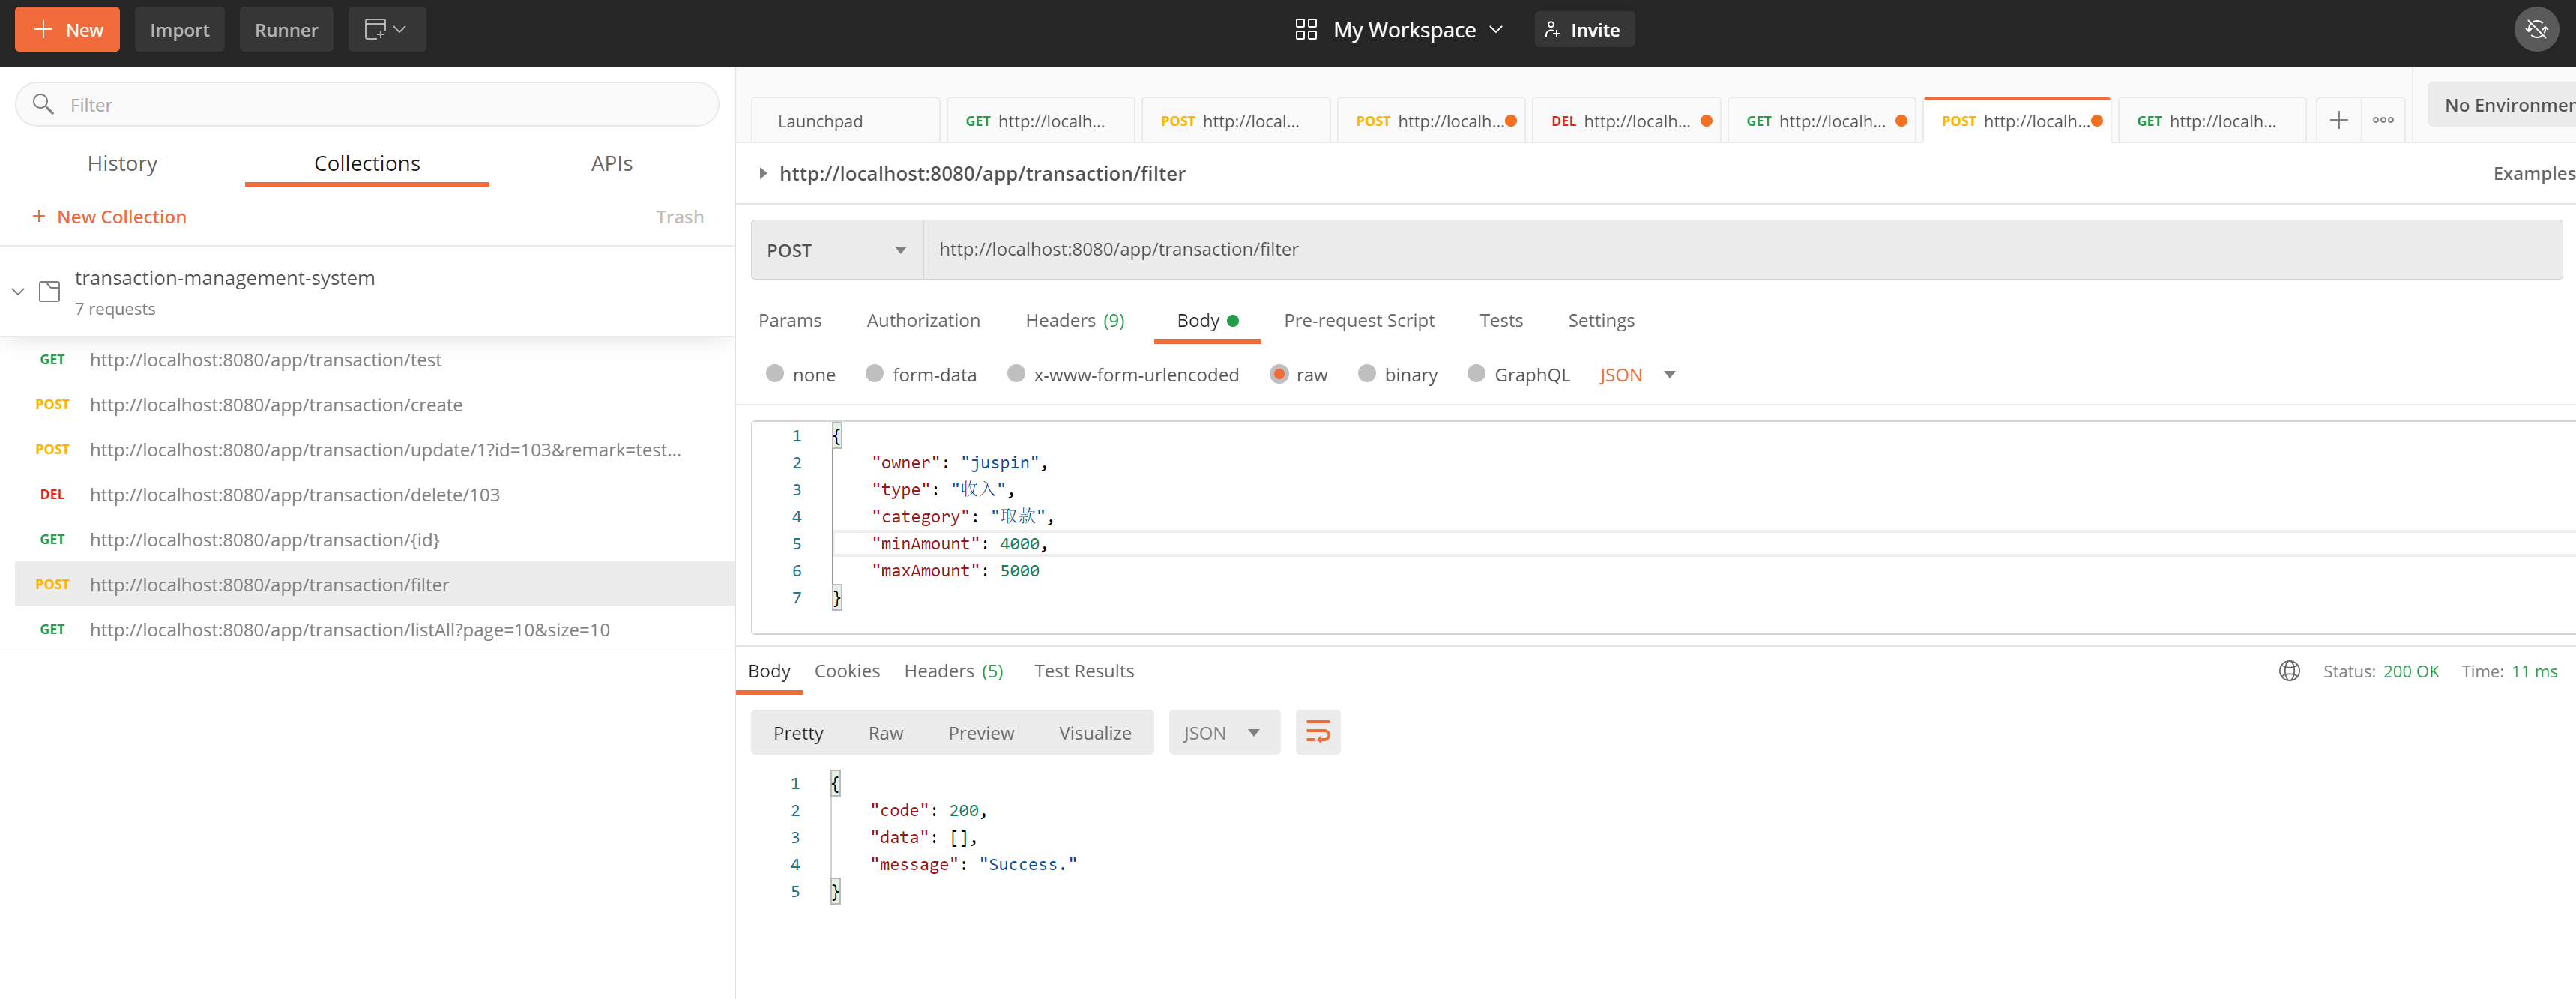 New
Import
Runner
My Workspace
Invite
Filter
History
Collections
APIs
New Collection
Trash
transaction-management-system
7 requests
GET http://localhost:8080/app/transaction/test
POST http://localhost:8080/app/transaction/create
POST http://localhost:8080/app/transaction/update/1?id=103&remark=test...
DEL http://localhost:8080/app/transaction/delete/103
GET http://localhost:8080/app/transaction/{id}
POST http://localhost:8080/app/transaction/filter
GET http://localhost:8080/app/transaction/listAll?page=10&size=10
Launchpad
GET http://localh...
POST http://local...
POST http://localh...
DEL http://localh...
GET http://localh...
POST http://localh...
GET http://localh...
No Environmen
http://localhost:8080/app/transaction/filter
Examples
POST
http://localhost:8080/app/transaction/filter
Params
Authorization
Headers (9)
Body
Pre-request Script
Tests
Settings
none
form-data
x-www-form-urlencoded
raw
binary
GraphQL
JSON
1 {
2 "owner": "juspin",
3 "type": "收入",
4 "category": "取款",
5 "minAmount": 4000,
6 "maxAmount": 5000
7 }
Body
Cookies
Headers (5)
Test Results
Status: 200 OK
Time: 11 ms
Pretty
Raw
Preview
Visualize
JSON
1 {
2 "code": 200,
3 "data": [],
4 "message": "Success."
5 }